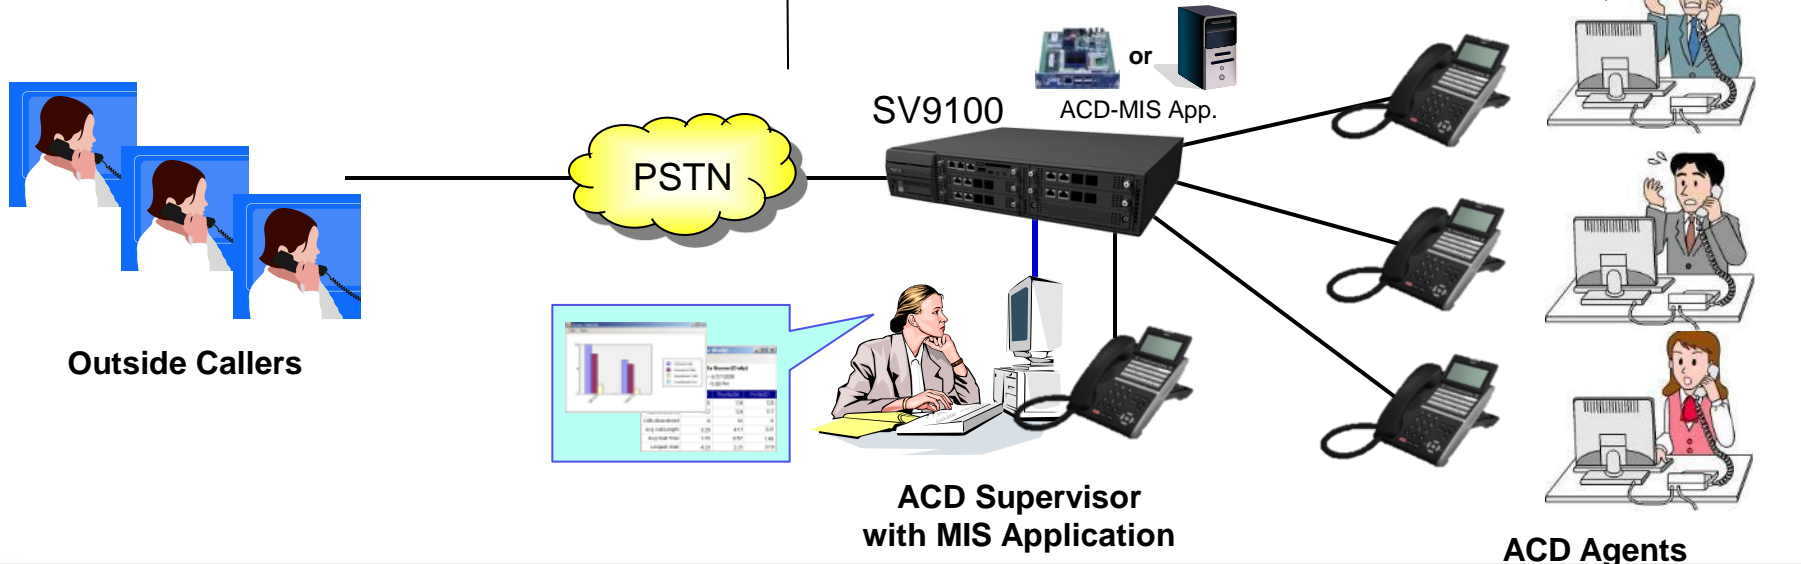 or
SV9100
ACD-MIS App.
PSTN
Outside Callers
ACD Supervisor
with MIS Application
ACD Agents